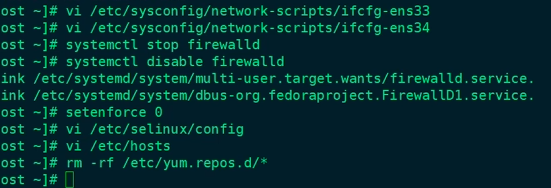 ost ~]# vi /etc/sysconfig/network-scripts/ifcfg-ens33
ost ~]# vi /etc/sysconfig/network-scripts/ifcfg-ens34
ost ~]# systemctl stop firewalld
ost ~]# systemctl disable firewalld
ink /etc/systemd/system/multi-user.target.wants/firewalld.service.
ink /etc/systemd/system/dbus-org.fedoraproject.FirewallD1.service.
ost ~]# setenforce 0
ost ~]# vi /etc/selinux/config
ost ~]# vi /etc/hosts
ost ~]# rm -rf /etc/yum.repos.d/*
ost ~]#